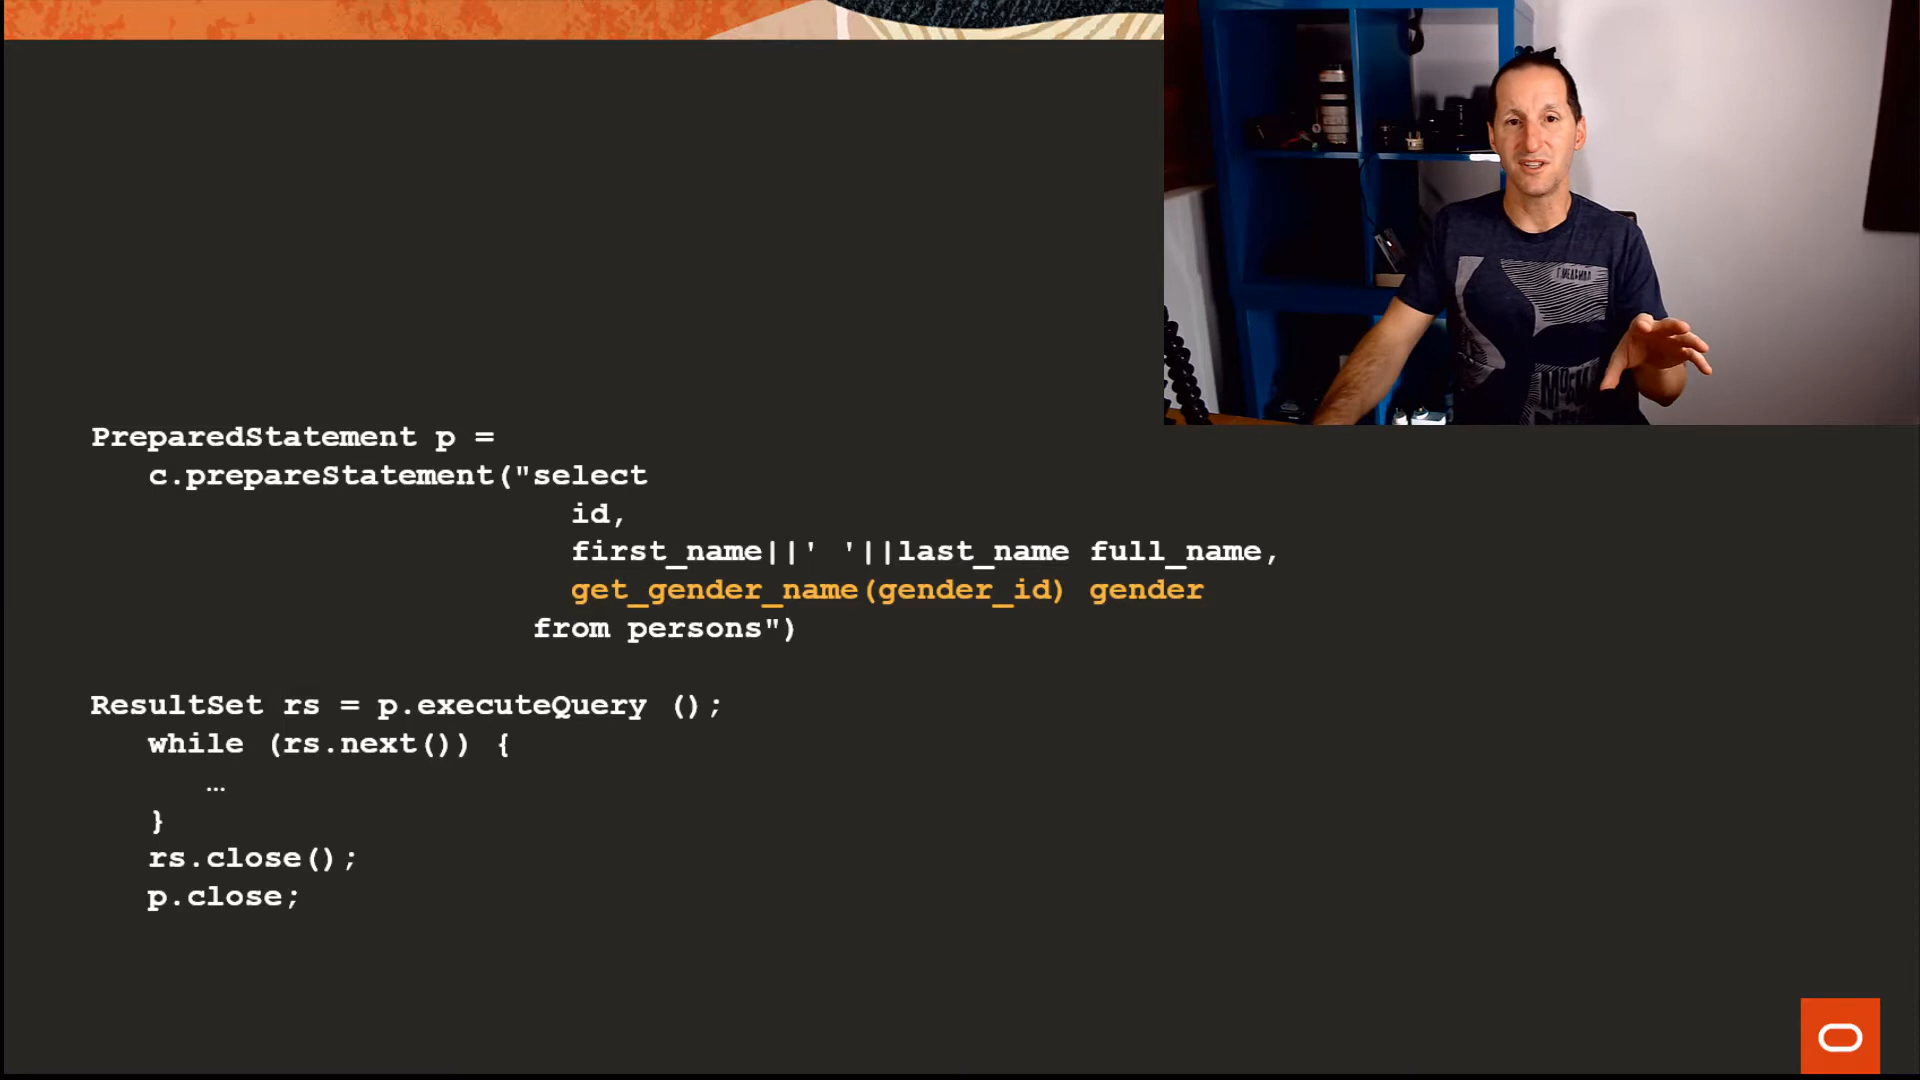 Г.МЕЛВИЛ
PreparedStatement p =
c.prepareStatement("select
id,
first_name||' '||last_name full_name,
get_gender_name(gender_id) gender
from persons")
ResultSet rs = p.executeQuery ();
while (rs.next()) {
…
}
rs.close();
p.close;